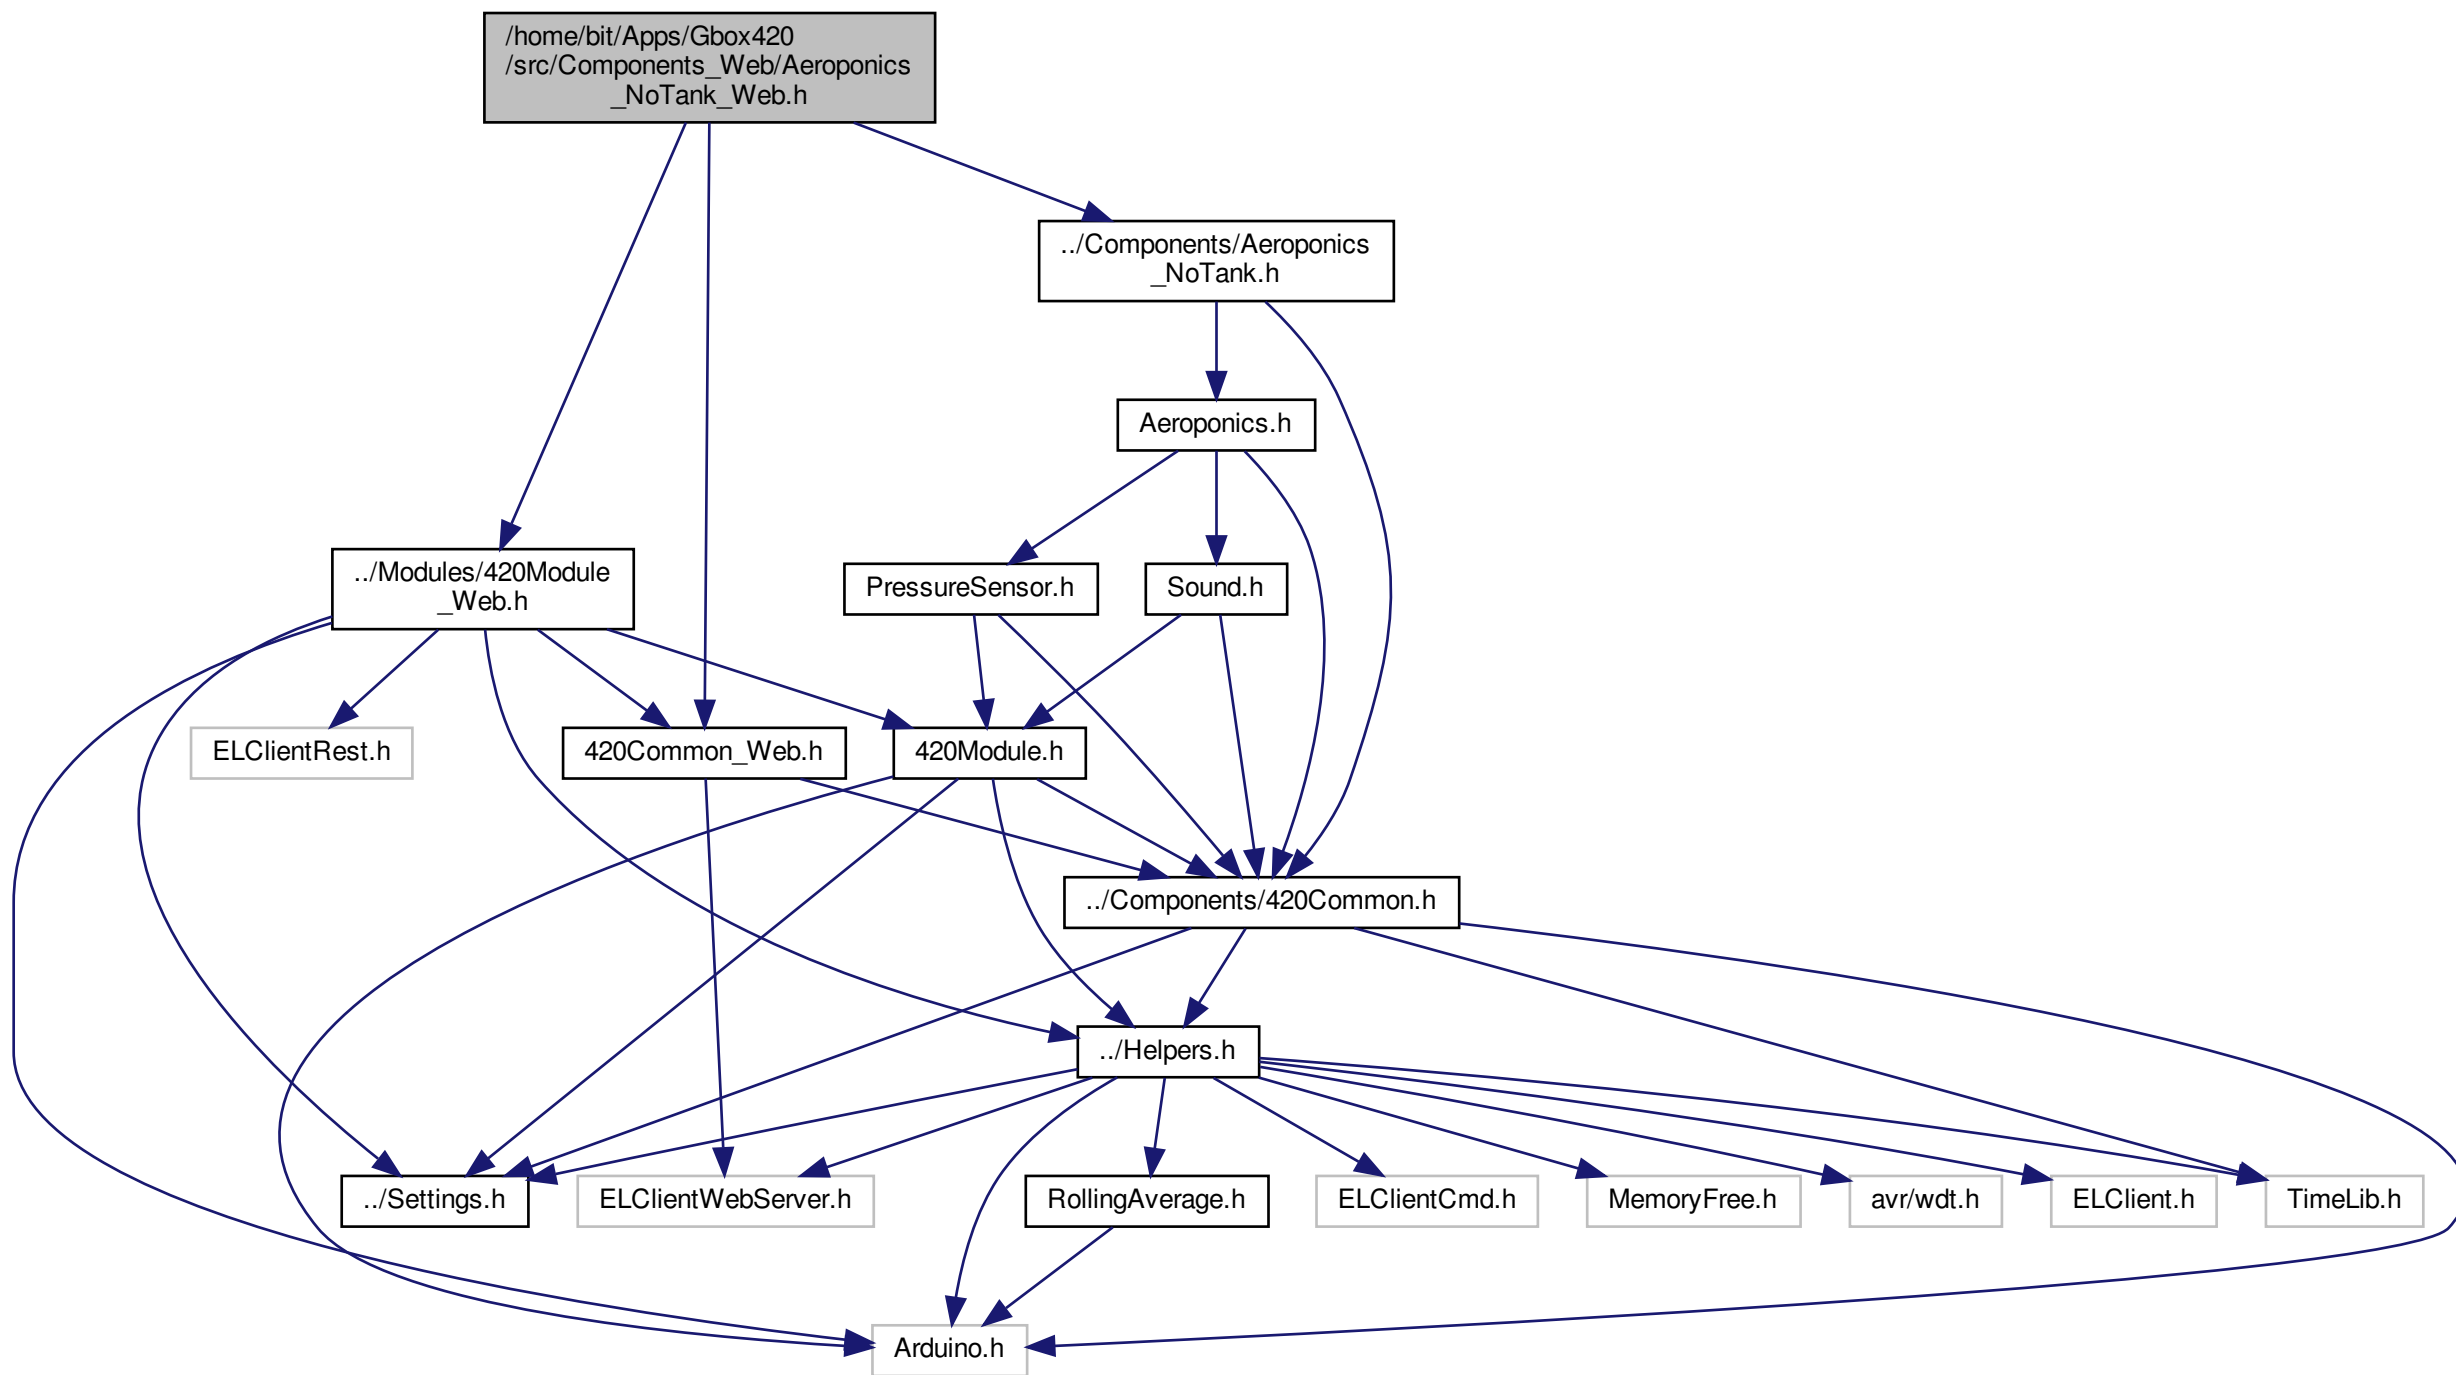 /home/bit/Apps/Gbox420
/src/Components_Web/Aeroponics
_NoTank_Web.h
../Components/Aeroponics
_NoTank.h
Aeroponics.h
../Modules/420Module
_Web.h
PressureSensor.h
Sound.h
ELClientRest.h
420Common_Web.h
420Module.h
../Components/420Common.h
../Helpers.h
../Settings.h
ELClientWebServer.h
RollingAverage.h
ELClientCmd.h
MemoryFree.h
avr/wdt.h
ELClient.h
TimeLib.h
Arduino.h